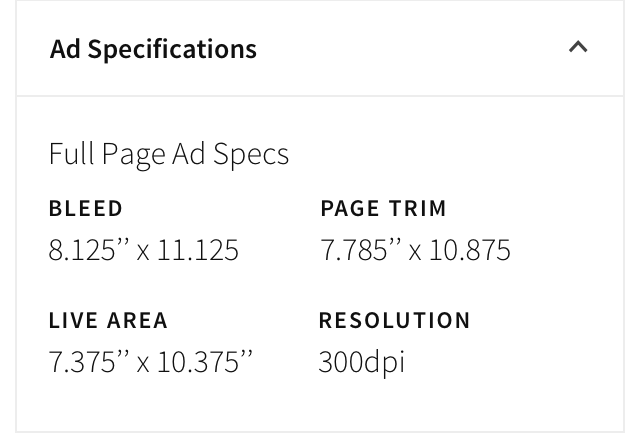 Ad Specifications
Full Page Ad Specs
BLEED
8.125’’ x 11.125
PAGE TRIM
7.785’’ x 10.875
LIVE AREA
7.375’’ x 10.375’’
RESOLUTION
300dpi